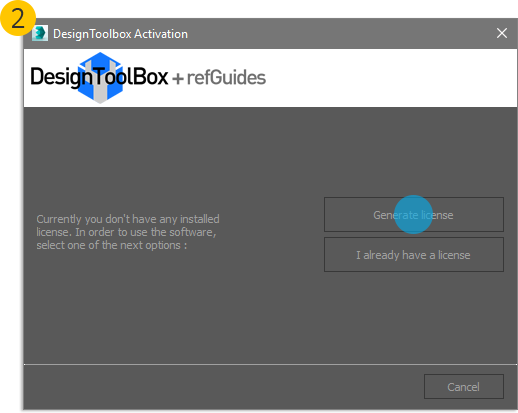 2
DesignToolbox Activation
DesignToolBox + refGuides
Currently you don't have any installed
license. In order to use the software,
select one of the next options :
Generate license
I already have a license
Cancel